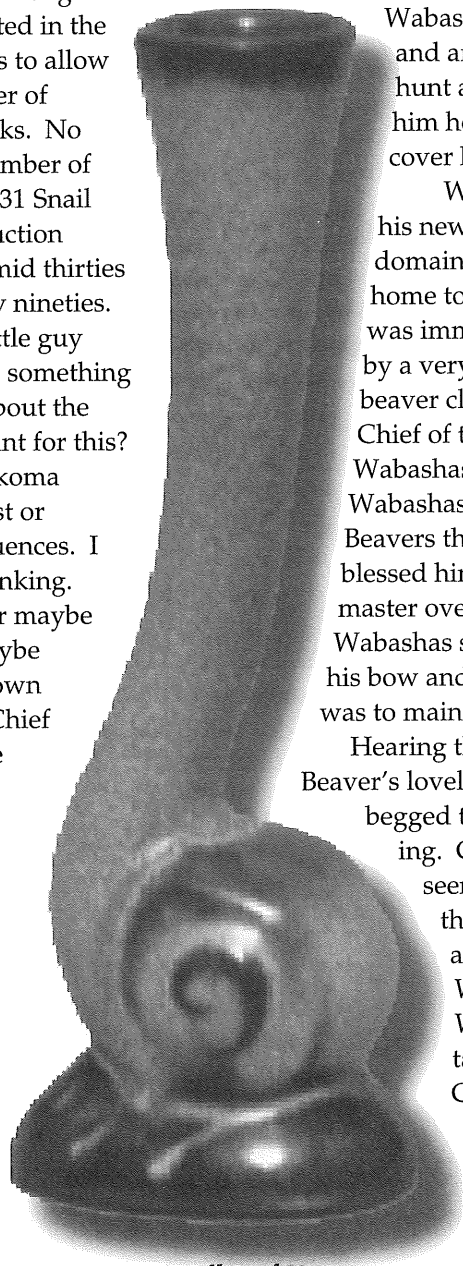 ted in the
s to allow
er of
ks. No
mber of
31 Snail
uction
mid thirties
y nineties.
ttle guy
something
bout the
nt for this?
koma
st or
uences. I
nking.
r maybe
ybe
own
Chief
e
Wabas
and a
hunt a
him h
cover
W
his new
domain
home to
was imm
by a very
beaver cl
Chief of t
Wabashas
Wabashas
Beavers th
blessed hin
master ove
Wabashas s
his bow and
was to main
Hearing th
Beaver's lovel
begged t
ing. C
seer
th
a
W
W
ta
C